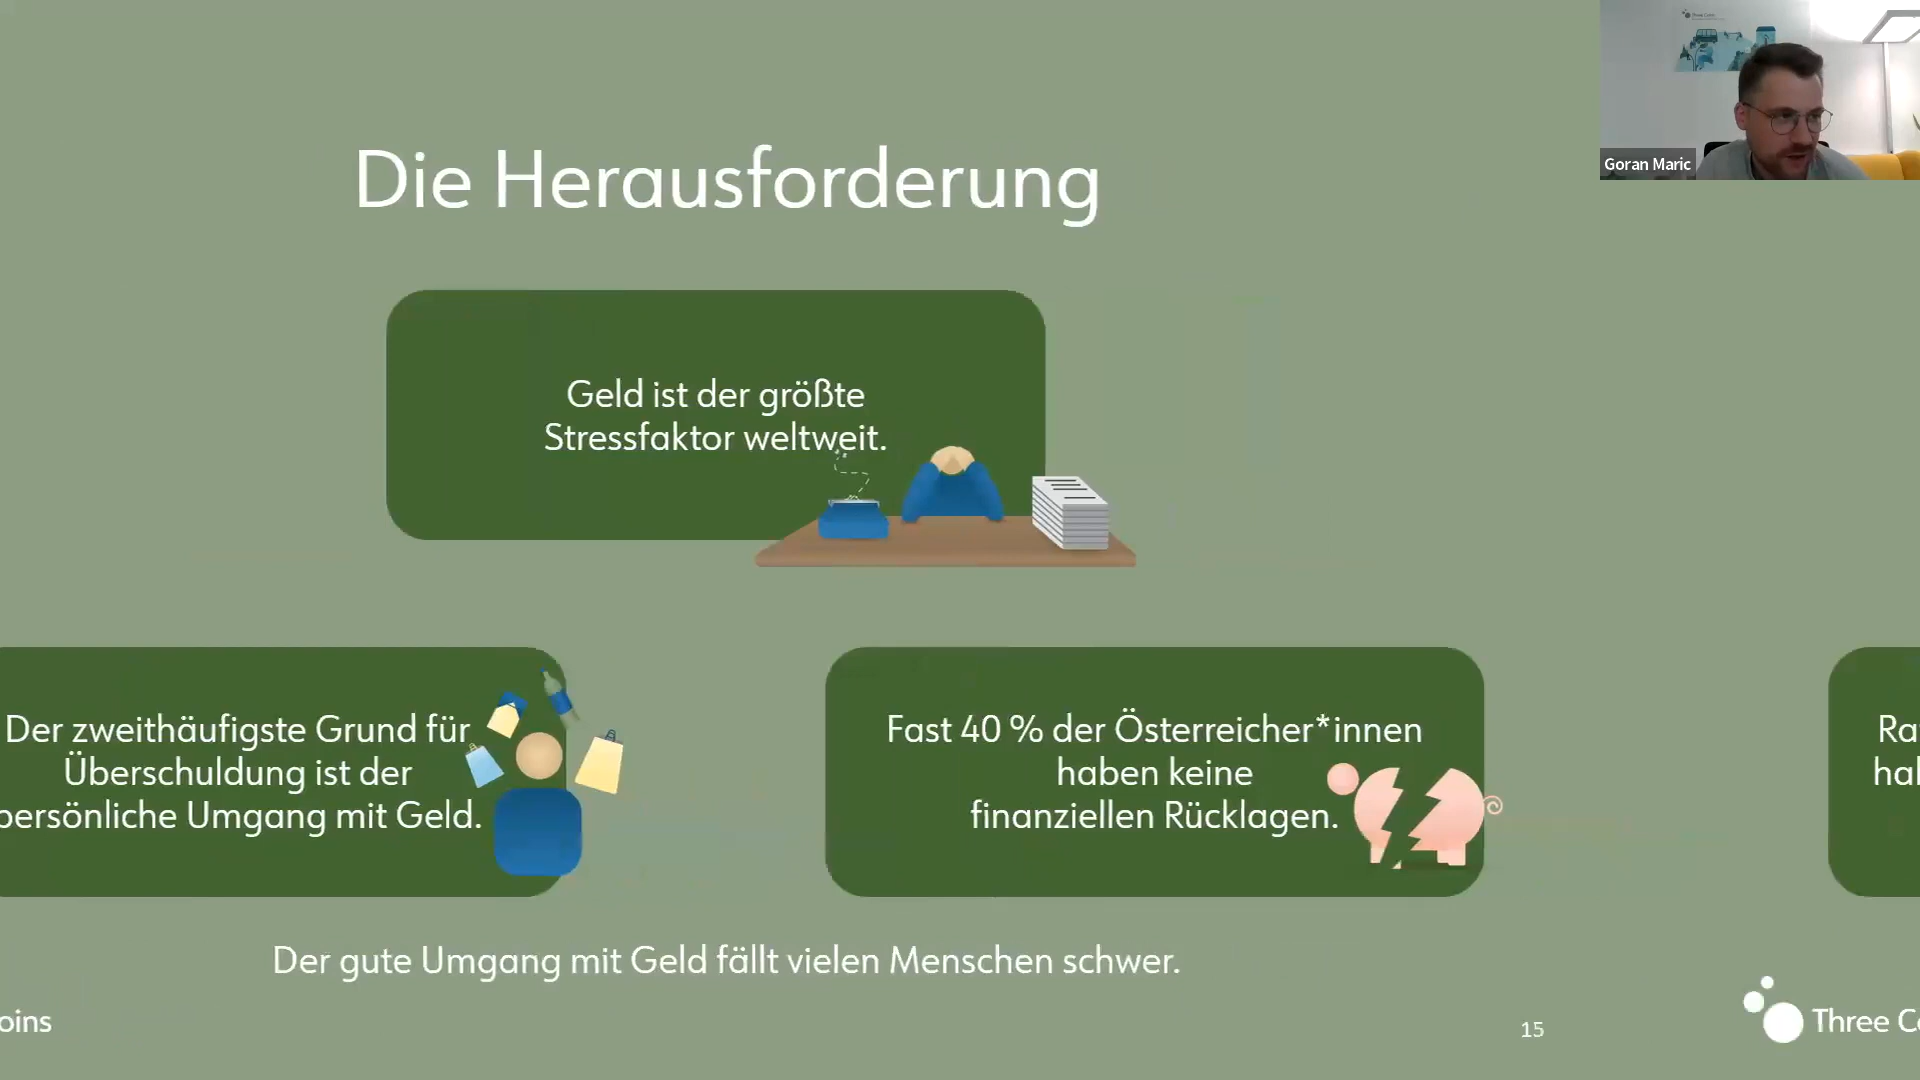 Die Herausforderung
Goran Maric
Geld ist der größte
Stressfaktor weltweit.
Der zweithäufigste Grund für
Überschuldung ist der
persönliche Umgang mit Geld.
Fast 40 % der Österreicher*innen
haben keine
finanziellen Rücklagen.
Der gute Umgang mit Geld fällt vielen Menschen schwer.
15
Three